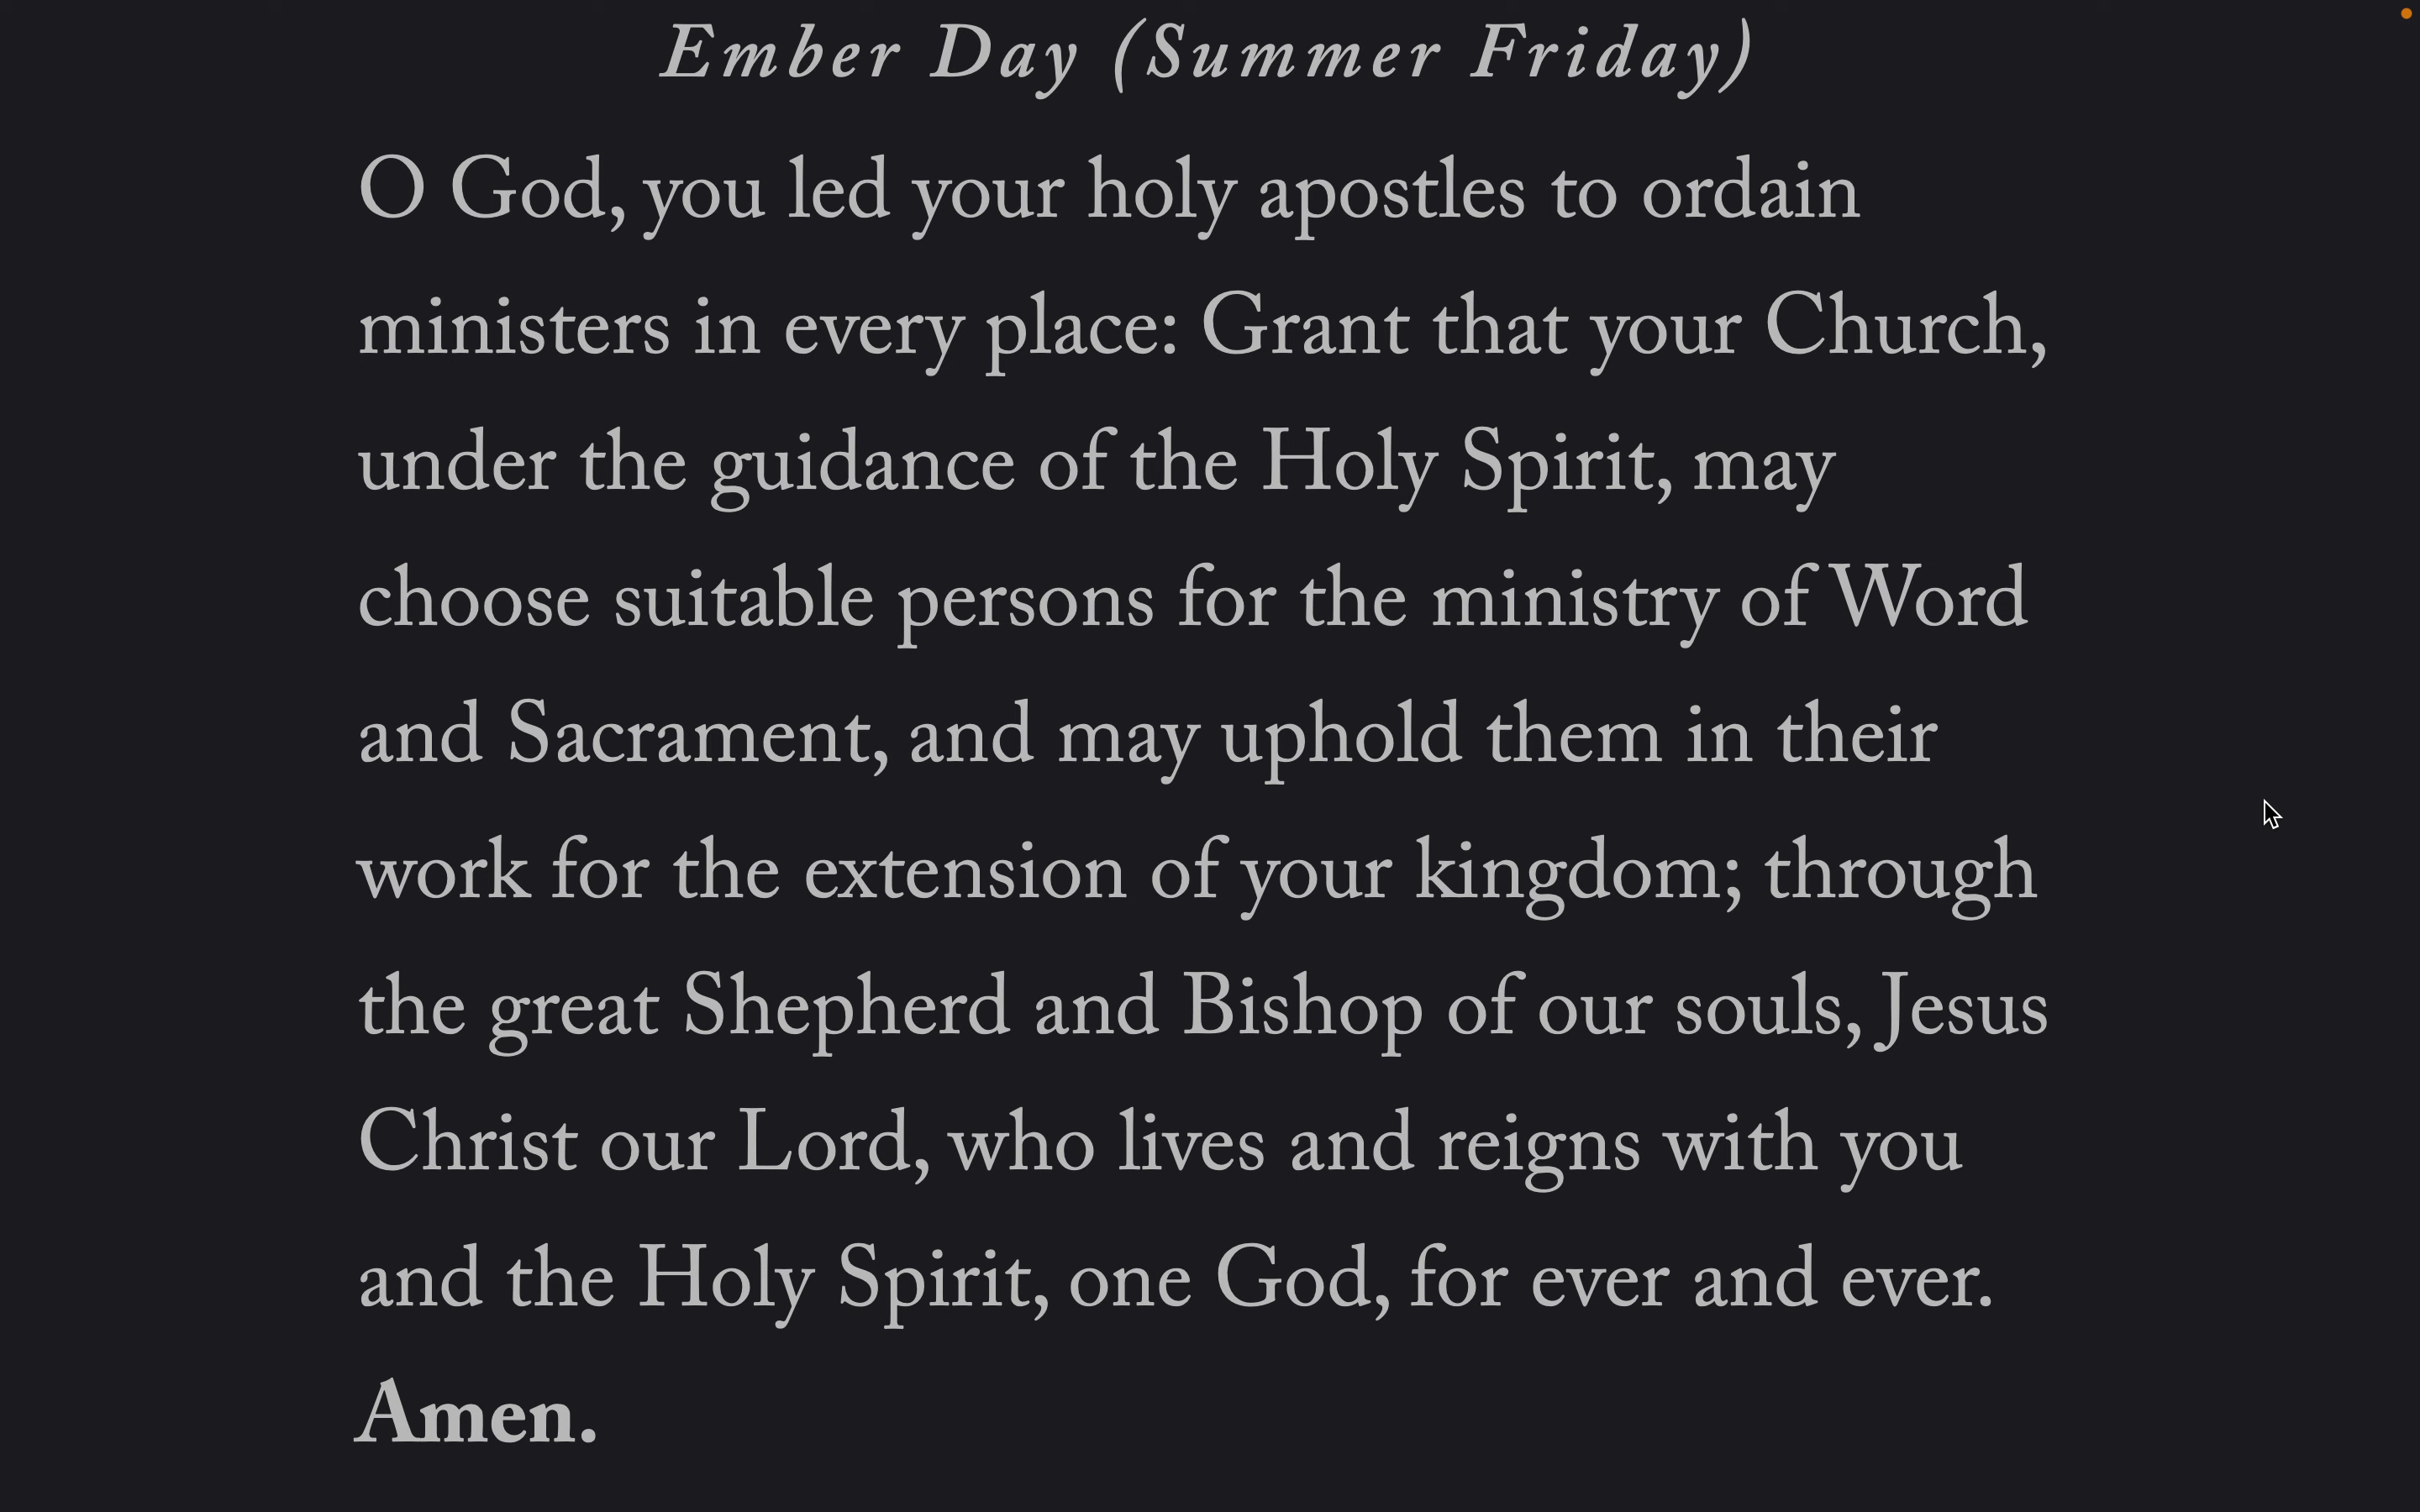 Ember Day (Summer Friday)
O God, you led your holy apostles to ordain
ministers in every place: Grant that your Church,
under the guidance of the Holy Spirit, may
choose suitable persons for the ministry of Word
and Sacrament, and may uphold them in their
work for the extension of your kingdom; through
the great Shepherd and Bishop of our souls, Jesus
Christ our Lord, who lives and reigns with you
and the Holy Spirit, one God, for ever and ever.
Amen.